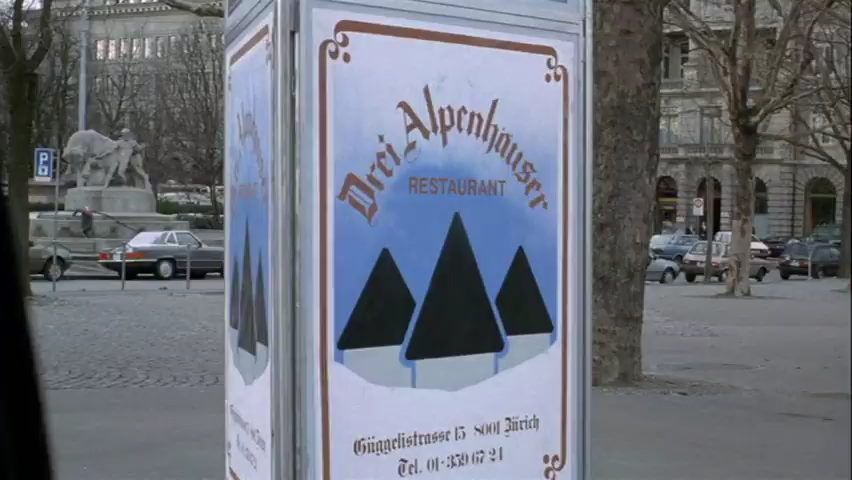 Drei Alpenhäuser
RESTAURANT
Güggelistrasse 15 8001 Zürich
Tel. 01-359 67 21
P